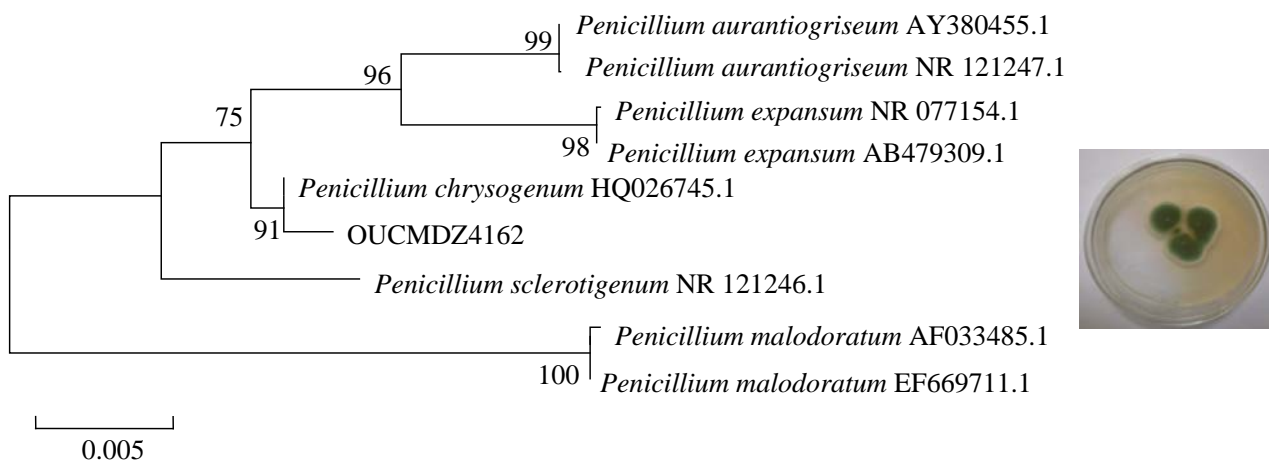 Penicillium aurantiogriseum AY380455.1
99
Penicillium aurantiogriseum NR 121247.1
96
Penicillium expansum NR 077154.1
75
98
Penicillium expansum AB479309.1
Penicillium chrysogenum HQ026745.1
91
OUCMDZ4162
Penicillium sclerotigenum NR 121246.1
Penicillium malodoratum AF033485.1
100
Penicillium malodoratum EF669711.1
0.005